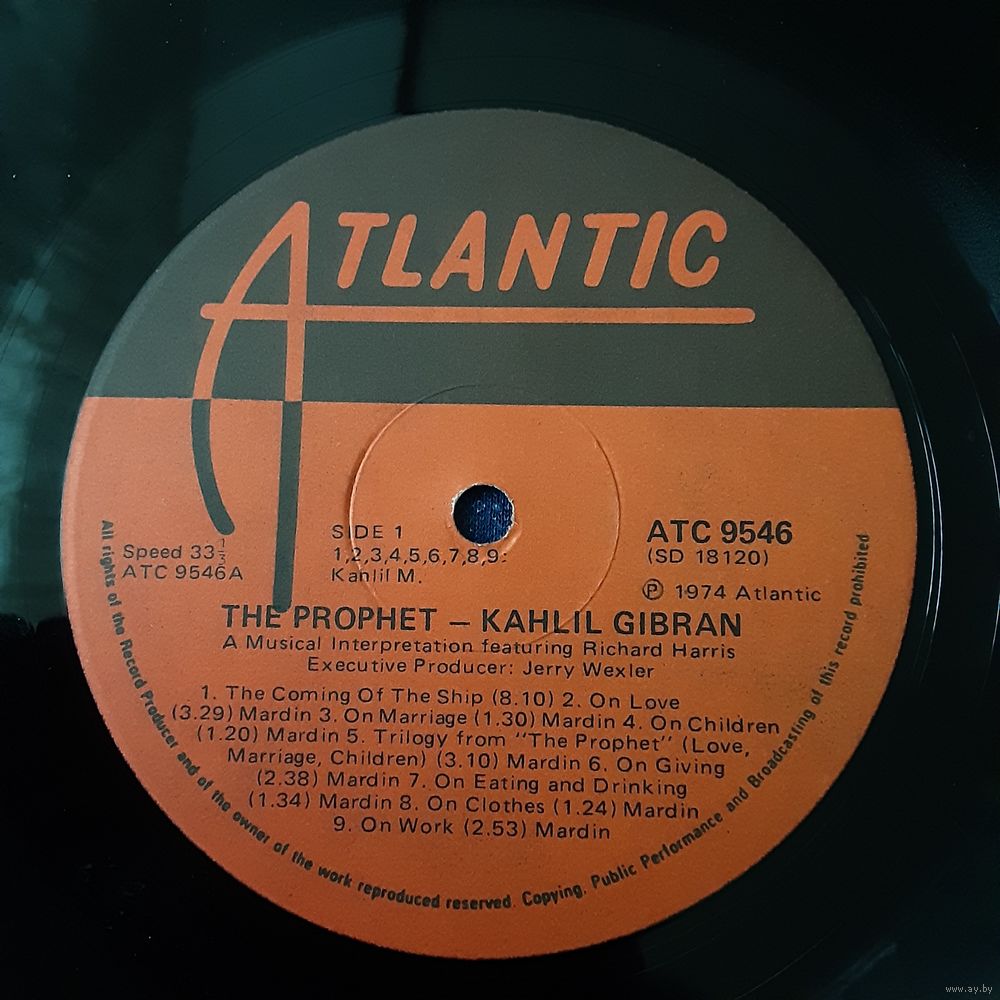 ATLANTIC
Speed 33 1/3
ATC 9546A
SIDE 1
1,2,3,4,5,6,7,8,9:
Kahlil M.
ATC 9546
(SD 18120)
Ⓟ 1974 Atlantic
THE PROPHET – KAHLIL GIBRAN
A Musical Interpretation featuring Richard Harris
Executive Producer: Jerry Wexler
1. The Coming Of The Ship (8.10) 2. On Love
(3.29) Mardin 3. On Marriage (1.30) Mardin 4. On Children
(1.20) Mardin 5. Trilogy from "The Prophet" (Love,
Marriage, Children) (3.10) Mardin 6. On Giving
(2.38) Mardin 7. On Eating and Drinking
(1.34) Mardin 8. On Clothes (1.24) Mardin
9. On Work (2.53) Mardin
All rights of the Record Producer and of the owner of the work reproduced reserved. Copying, Public Performance and Broadcasting of this record prohibited
www.ay.by